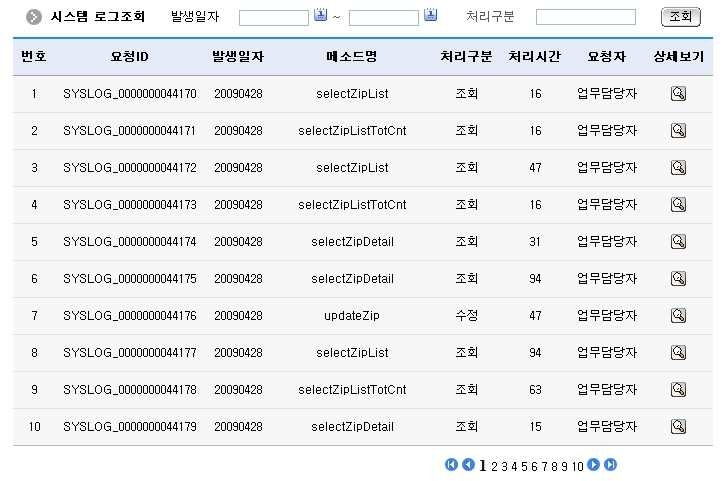 시스템 로그조회 발생일자 ~ 처리구분 조회
번호 요청ID 발생일자 메소드명 처리구분 처리시간 요청자 상세보기
1 SYSLOG_0000000044170 20090428 selectZipList 조회 16 업무담당자
2 SYSLOG_0000000044171 20090428 selectZipListTotCnt 조회 16 업무담당자
3 SYSLOG_0000000044172 20090428 selectZipList 조회 47 업무담당자
4 SYSLOG_0000000044173 20090428 selectZipListTotCnt 조회 16 업무담당자
5 SYSLOG_0000000044174 20090428 selectZipDetail 조회 31 업무담당자
6 SYSLOG_0000000044175 20090428 selectZipDetail 조회 94 업무담당자
7 SYSLOG_0000000044176 20090428 updateZip 수정 47 업무담당자
8 SYSLOG_0000000044177 20090428 selectZipList 조회 94 업무담당자
9 SYSLOG_0000000044178 20090428 selectZipListTotCnt 조회 63 업무담당자
10 SYSLOG_0000000044179 20090428 selectZipDetail 조회 15 업무담당자
1 2 3 4 5 6 7 8 9 10